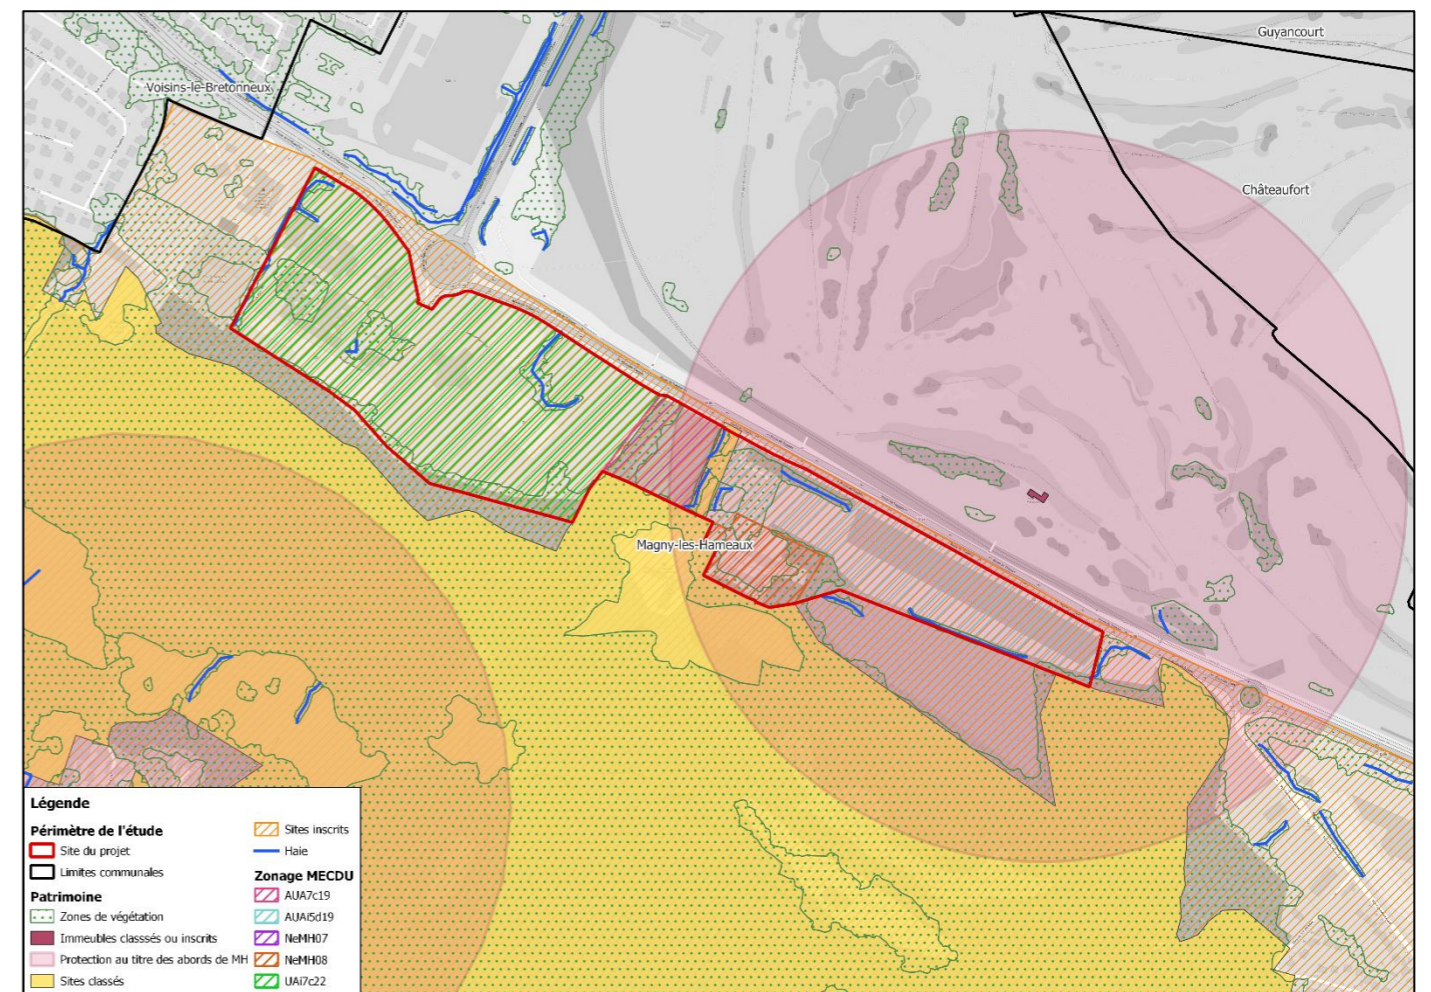 Guyancourt
Voisins-le-Bretonneux
Châteaufort
Magny-les-Hameaux
Légende
Périmètre de l'étude
Site du projet
Limites communales
Patrimoine
Zones de végétation
Immeubles classsés ou inscrits
Protection au titre des abords de MH
Sites classés
Sites inscrits
Haie
Zonage MECDU
AUA7c19
AUAi5d19
NeMH07
NeMH08
UAi7c22